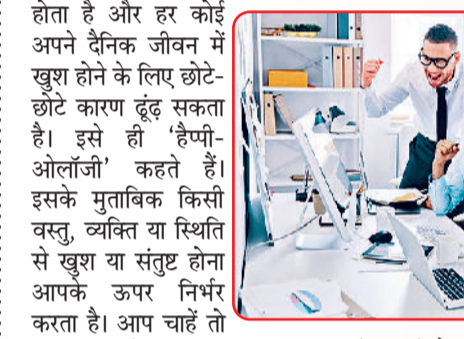 होता है और हर कोई
अपने दैनिक जीवन में
खुश होने के लिए छोटे-
छोटे कारण ढूंढ़ सकता
है। इसे ही ‘हैप्पी-
ओलॉजी’ कहते हैं।
इसके मुताबिक किसी
वस्तु, व्यक्ति या स्थिति
से खुश या संतुष्ट होना
आपके ऊपर निर्भर
करता है। आप चाहें तो